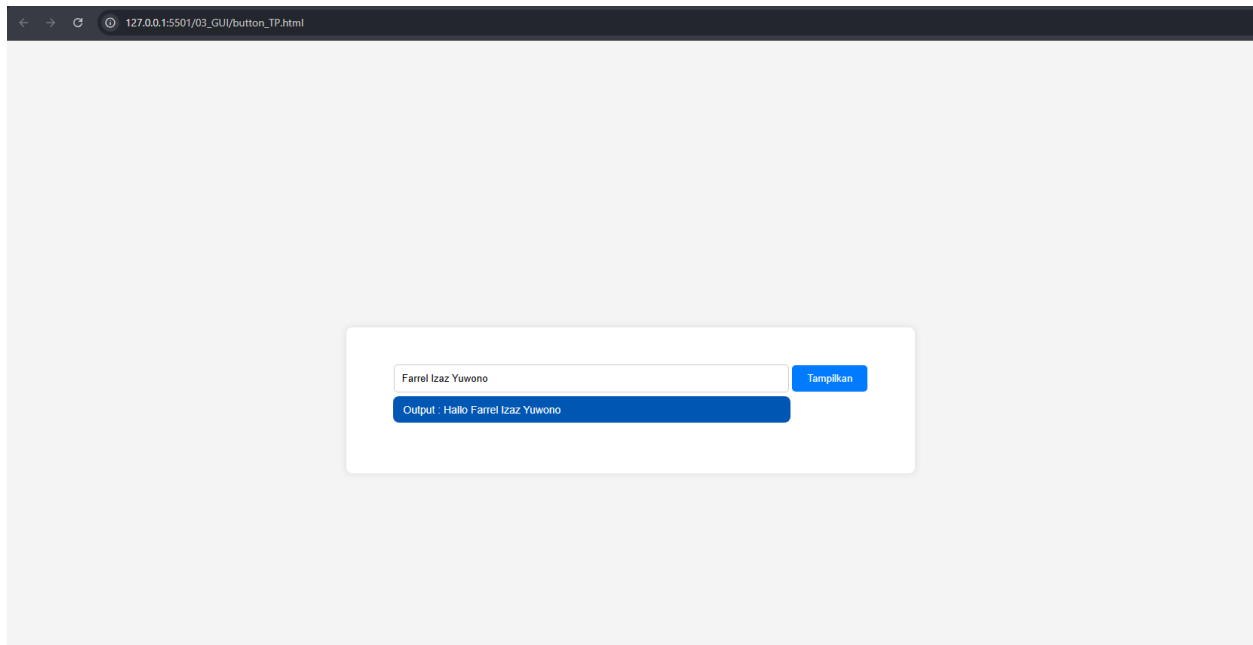 127.0.0.1:5501/03_GUI/button_TP.html
Farrel Izaz Yuwono
Tampilkan
Output : Hallo Farrel Izaz Yuwono